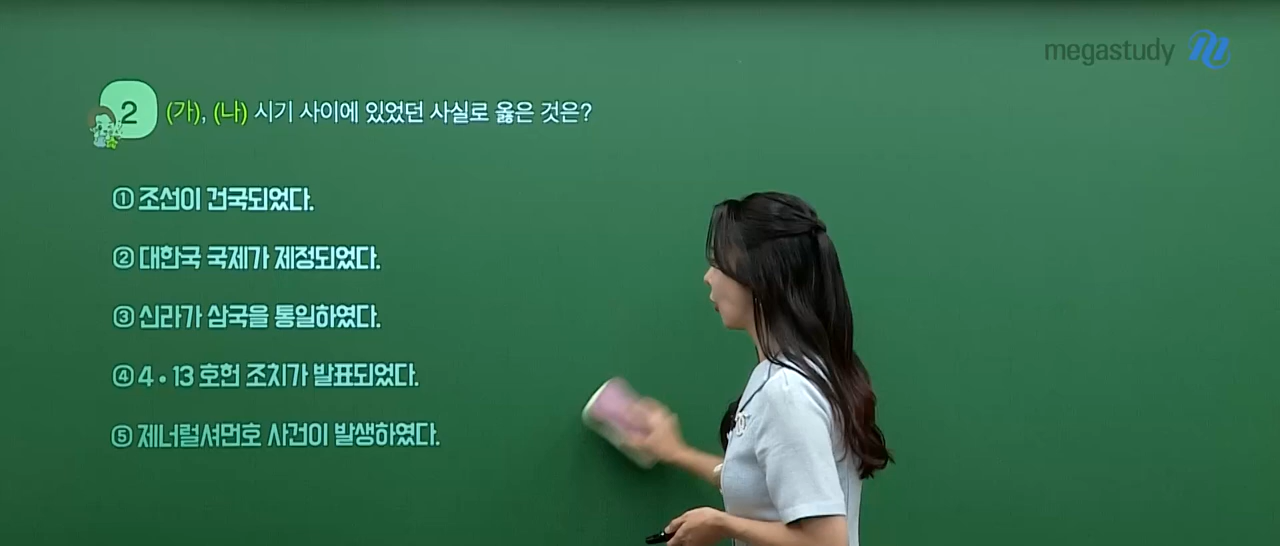 megastudy
2 (가), (나) 시기 사이에 있었던 사실로 옳은 것은?
① 조선이 건국되었다.
② 대한국 국제가 제정되었다.
③ 신라가 삼국을 통일하였다.
④ 4·13 호헌 조치가 발표되었다.
⑤ 제너럴셔먼호 사건이 발생하였다.